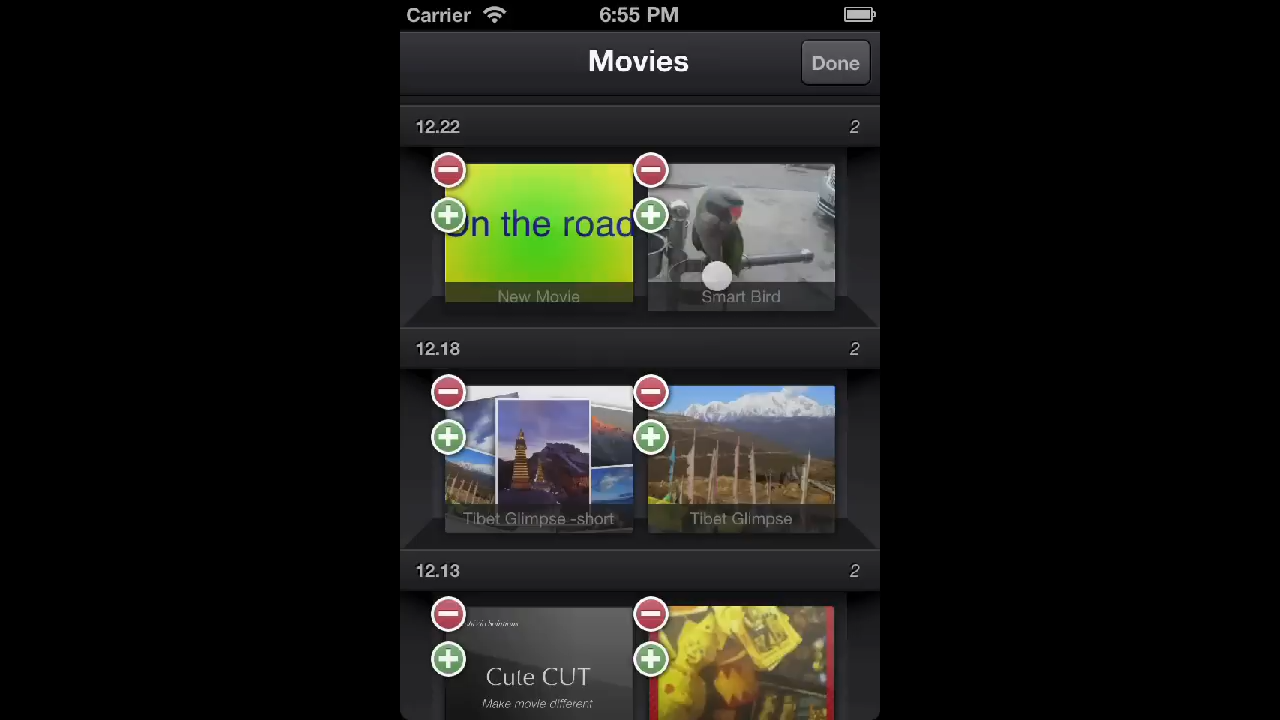 Carrier 6:55 PM
Movies Done
12.22 2
On the road
New Movie Smart Bird
12.18 2
Tibet Glimpse -short Tibet Glimpse
12.13 2
Cute CUT
Make movie different